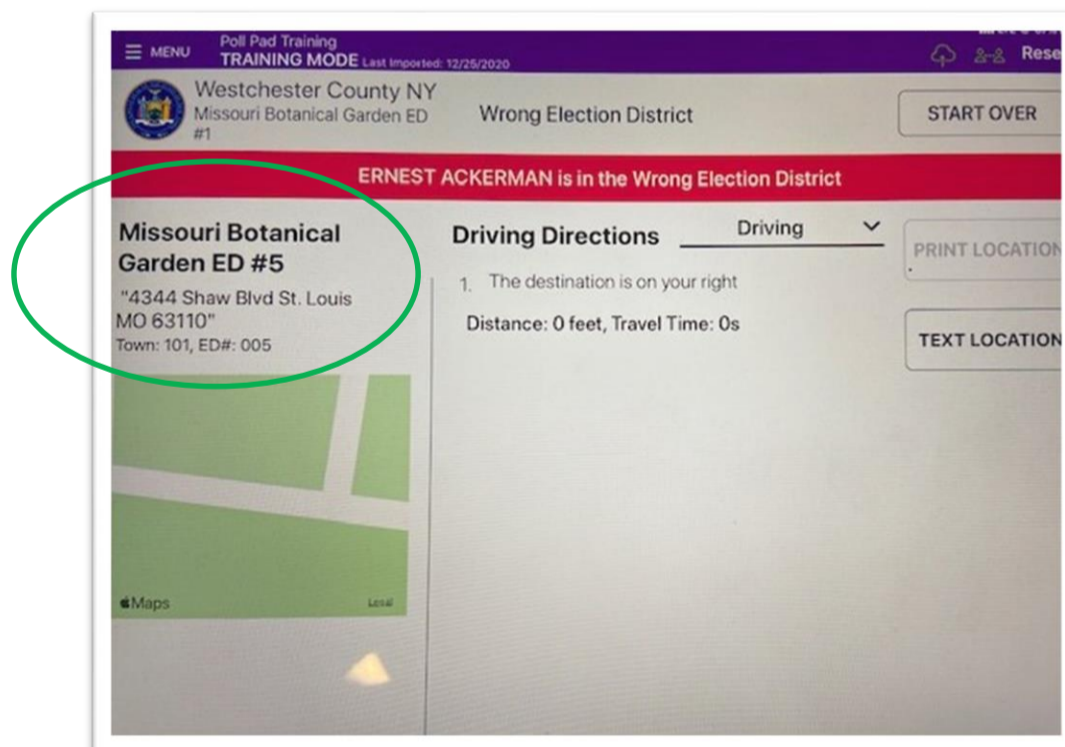 MENU
Poll Pad Training
TRAINING MODE Last Imported: 12/25/2020
Westchester County NY
Missouri Botanical Garden ED
#1
Wrong Election District
START OVER
ERNEST ACKERMAN is in the Wrong Election District
Missouri Botanical
Garden ED #5
"4344 Shaw Blvd St. Louis
MO 63110"
Town: 101, ED#: 005
Driving Directions
Driving
1. The destination is on your right
Distance: 0 feet, Travel Time: 0s
PRINT LOCATION
TEXT LOCATION
Maps
Legal